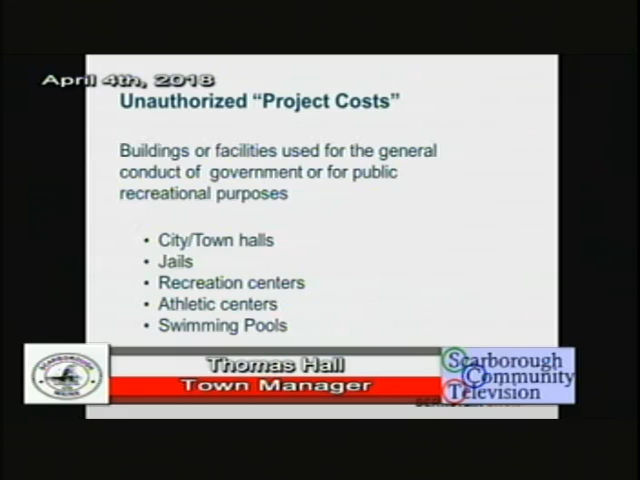 April 4th, 2018
Unauthorized “Project Costs”
Buildings or facilities used for the general
conduct of government or for public
recreational purposes
• City/Town halls
• Jails
• Recreation centers
• Athletic centers
• Swimming Pools
Thomas Hall
Town Manager
SCARBOROUGH
MAINE
Scarborough
Community
Television